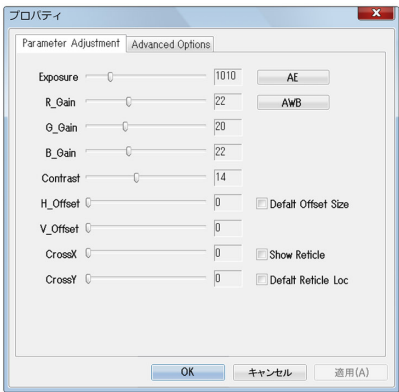 プロパティ
Parameter Adjustment Advanced Options
Exposure 1010 AE
R_Gain 22 AWB
G_Gain 20
B_Gain 22
Contrast 14
H_Offset 0 Defalt Offset Size
V_Offset 0
CrossX 0 Show Reticle
CrossY 0 Defalt Reticle Loc
OK キャンセル 適用(A)